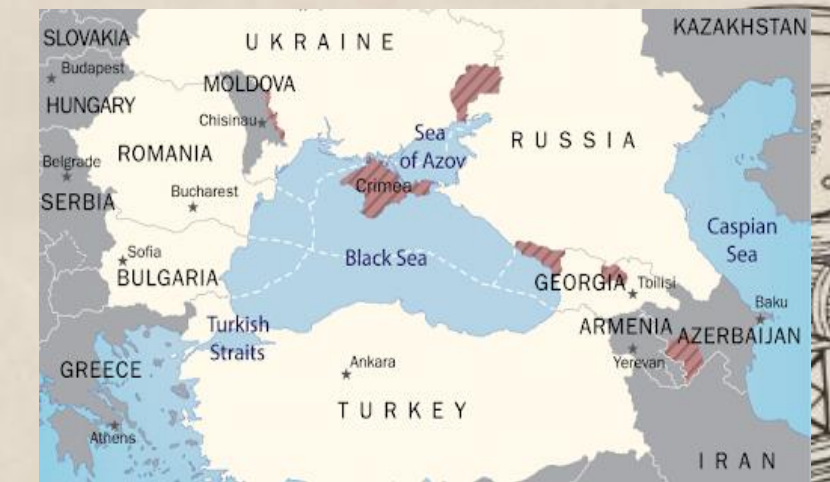 KAZAKHSTAN
SLOVAKIA
UKRAINE
Budapest
MOLDOVA
HUNGARY
Chisinau
Sea
of Azov
RUSSIA
ROMANIA
Belgrade
Crimea
Bucharest
SERBIA
Caspian
Sea
Sofia
Black Sea
BULGARIA
GEORGIA
Tbilisi
Baku
Turkish
Straits
ARMENIA
AZERBAIJAN
Yerevan
GREECE
Ankara
TURKEY
Athens
IRAN